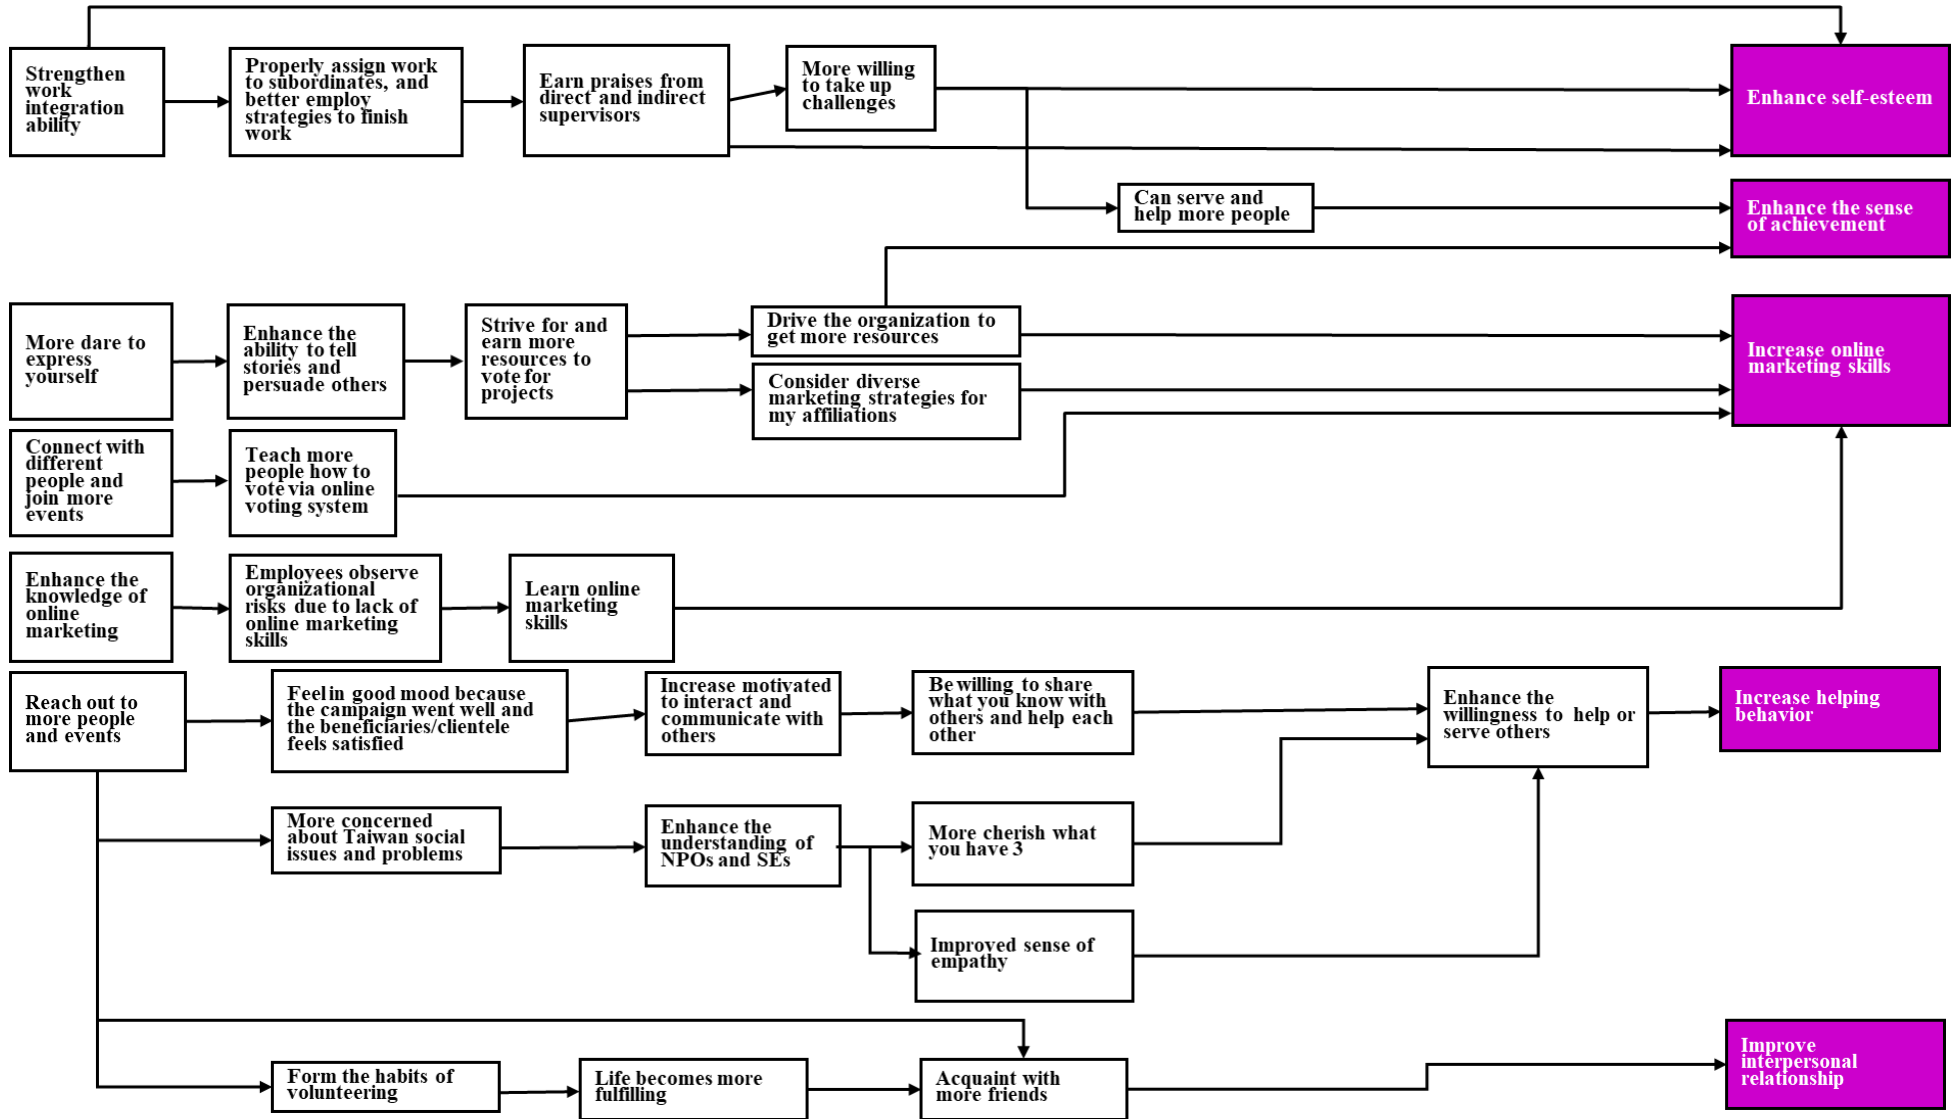 Strengthen
work
integration
ability
Properly assign work
to subordinates, and
better employ
strategies to finish
work
Earn praises from
direct and indirect
supervisors
More willing
to take up
challenges
Enhance self-esteem
Can serve and
help more people
Enhance the sense
of achievement
More dare to
express
yourself
Enhance the
ability to tell
stories and
persuade others
Strive for and
earn more
resources to
vote for
projects
Drive the organization to
get more resources
Consider diverse
marketing strategies for
my affiliations
Increase online
marketing skills
Connect with
different
people and
join more
events
Teach more
people how to
vote via online
voting system
Enhance the
knowledge of
online
marketing
Employees observe
organizational
risks due to lack of
online marketing
skills
Learn online
marketing
skills
Reach out to
more people
and events
Feel in good mood because
the campaign went well and
the beneficiaries/clientele
feels satisfied
Increase motivated
to interact and
communicate with
others
Be willing to share
what you know with
others and help each
other
Enhance the
willingness to help or
serve others
Increase helping
behavior
More concerned
about Taiwan social
issues and problems
Enhance the
understanding of
NPOs and SEs
More cherish what
you have 3
Improved sense of
empathy
Form the habits of
volunteering
Life becomes more
fulfilling
Acquaint with
more friends
Improve
interpersonal
relationship